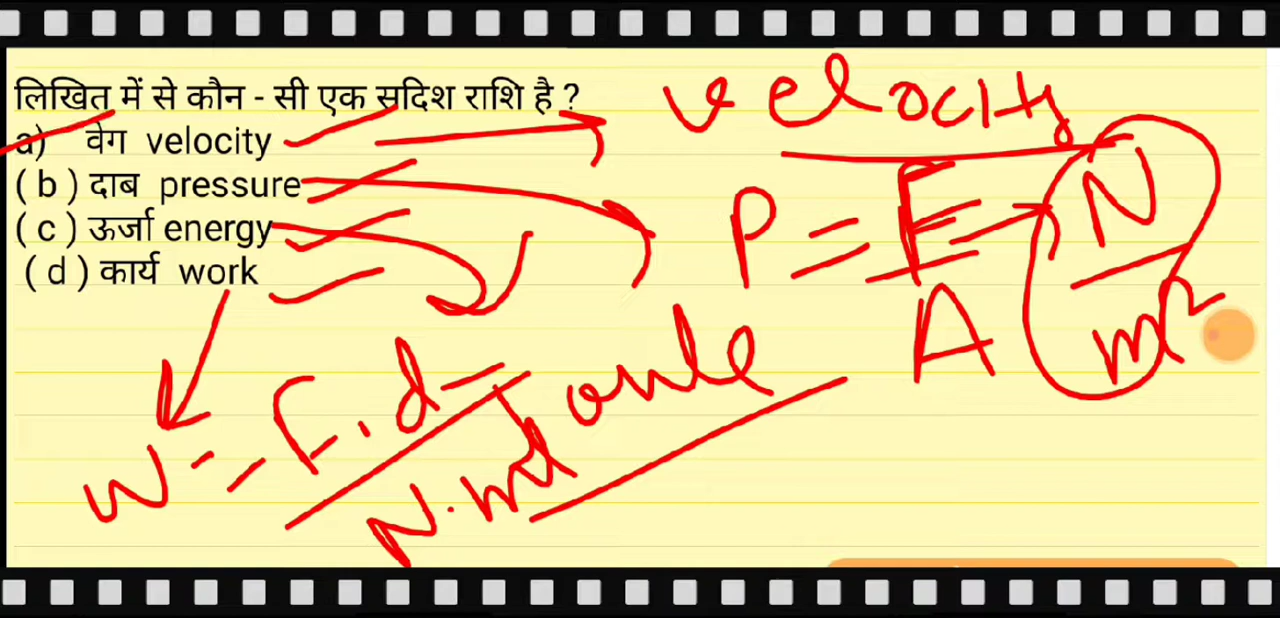 लिखित में से कौन - सी एक सदिश राशि है ?
a) वेग velocity
( b ) दाब pressure
( c ) ऊर्जा energy
( d ) कार्य work
velocity
P = F
A
N
m²
W = F. d =
N.m
Joule